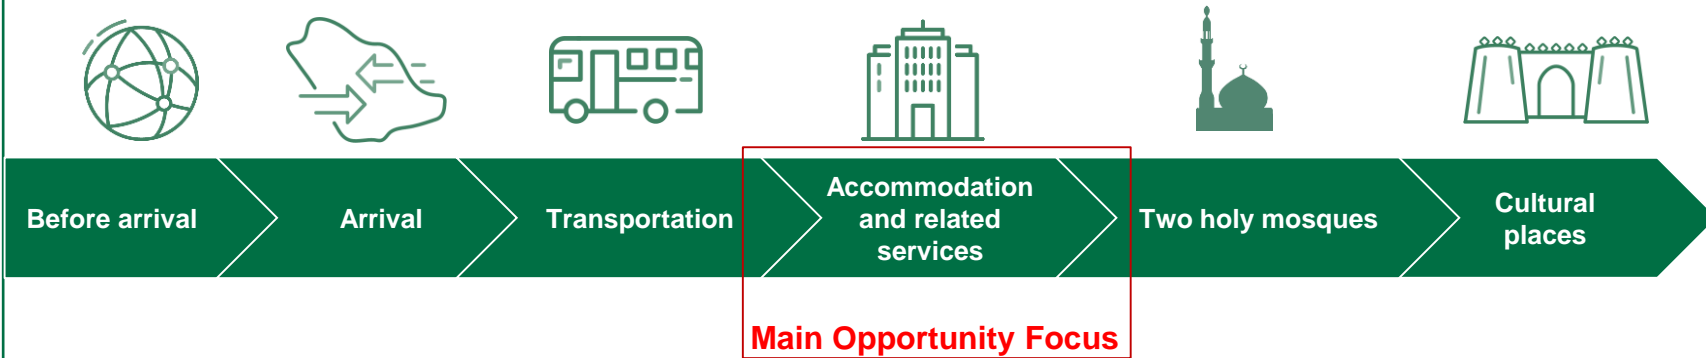 Before arrival
Arrival
Transportation
Accommodation
and related
services
Two holy mosques
Cultural
places
Main Opportunity Focus